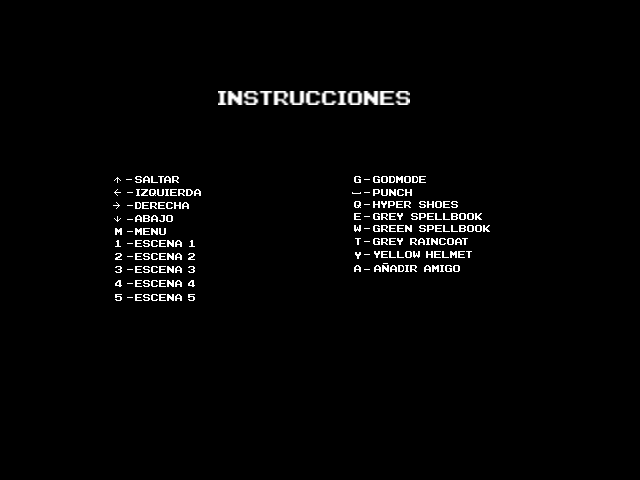 INSTRUCCIONES
↑ -SALTAR
← -IZQUIERDA
→ -DERECHA
↓ -ABAJO
M -MENU
1 -ESCENA 1
2 -ESCENA 2
3 -ESCENA 3
4 -ESCENA 4
5 -ESCENA 5
G -GODMODE
⎵ -PUNCH
Q -HYPER SHOES
E -GREY SPELLBOOK
W -GREEN SPELLBOOK
T -GREY RAINCOAT
Y -YELLOW HELMET
A -AÑADIR AMIGO